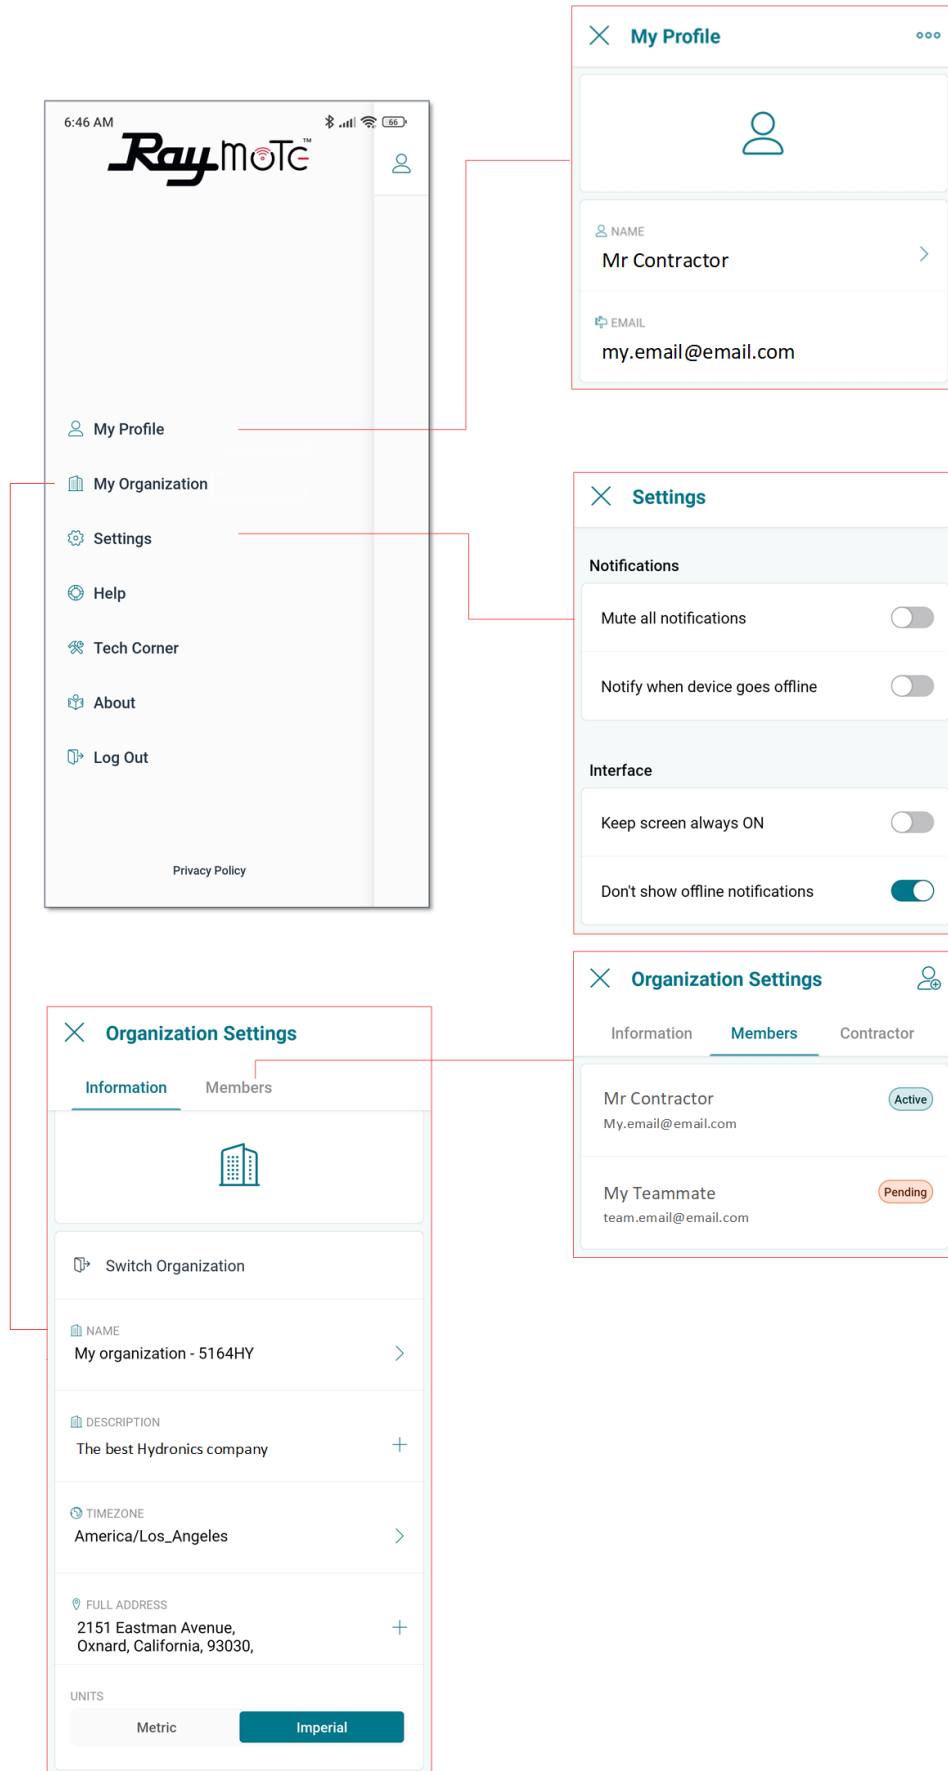 My Profile
NAME
Mr Contractor
EMAIL
my.email@email.com
6:46 AM
66
Raymote™
My Profile
My Organization
Settings
Help
Tech Corner
About
Log Out
Privacy Policy
Settings
Notifications
Mute all notifications
Notify when device goes offline
Interface
Keep screen always ON
Don't show offline notifications
Organization Settings
Information Members Contractor
Mr Contractor Active
My.email@email.com
My Teammate Pending
team.email@email.com
Organization Settings
Information Members
Switch Organization
NAME
My organization - 5164HY
DESCRIPTION
The best Hydronics company
TIMEZONE
America/Los_Angeles
FULL ADDRESS
2151 Eastman Avenue,
Oxnard, California, 93030,
UNITS
Metric Imperial